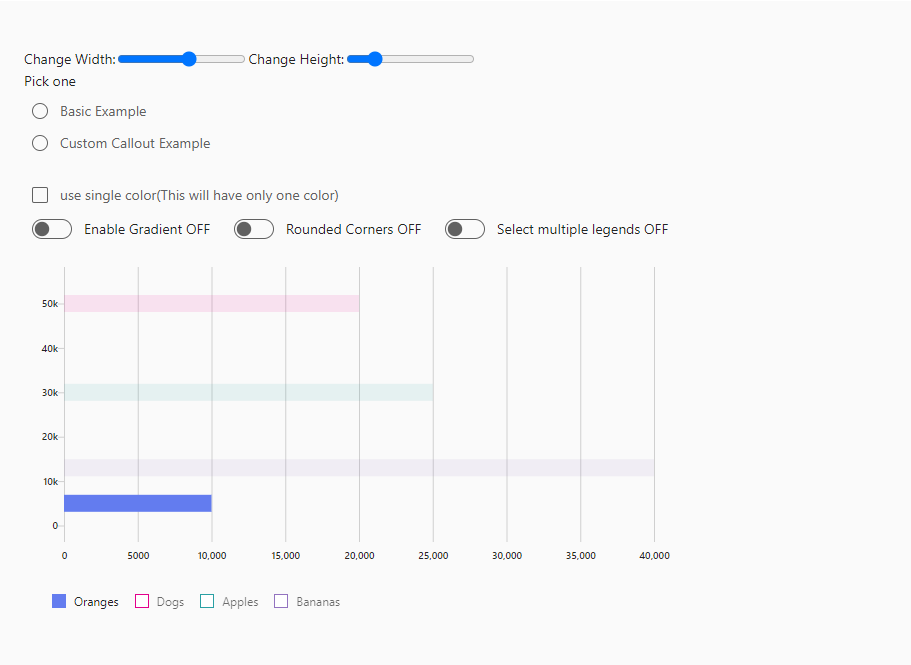 Change Width: Change Height:
Pick one
Basic Example
Custom Callout Example
use single color(This will have only one color)
Enable Gradient OFF Rounded Corners OFF Select multiple legends OFF
50k
40k
30k
20k
10k
0
0 5000 10,000 15,000 20,000 25,000 30,000 35,000 40,000
Oranges Dogs Apples Bananas